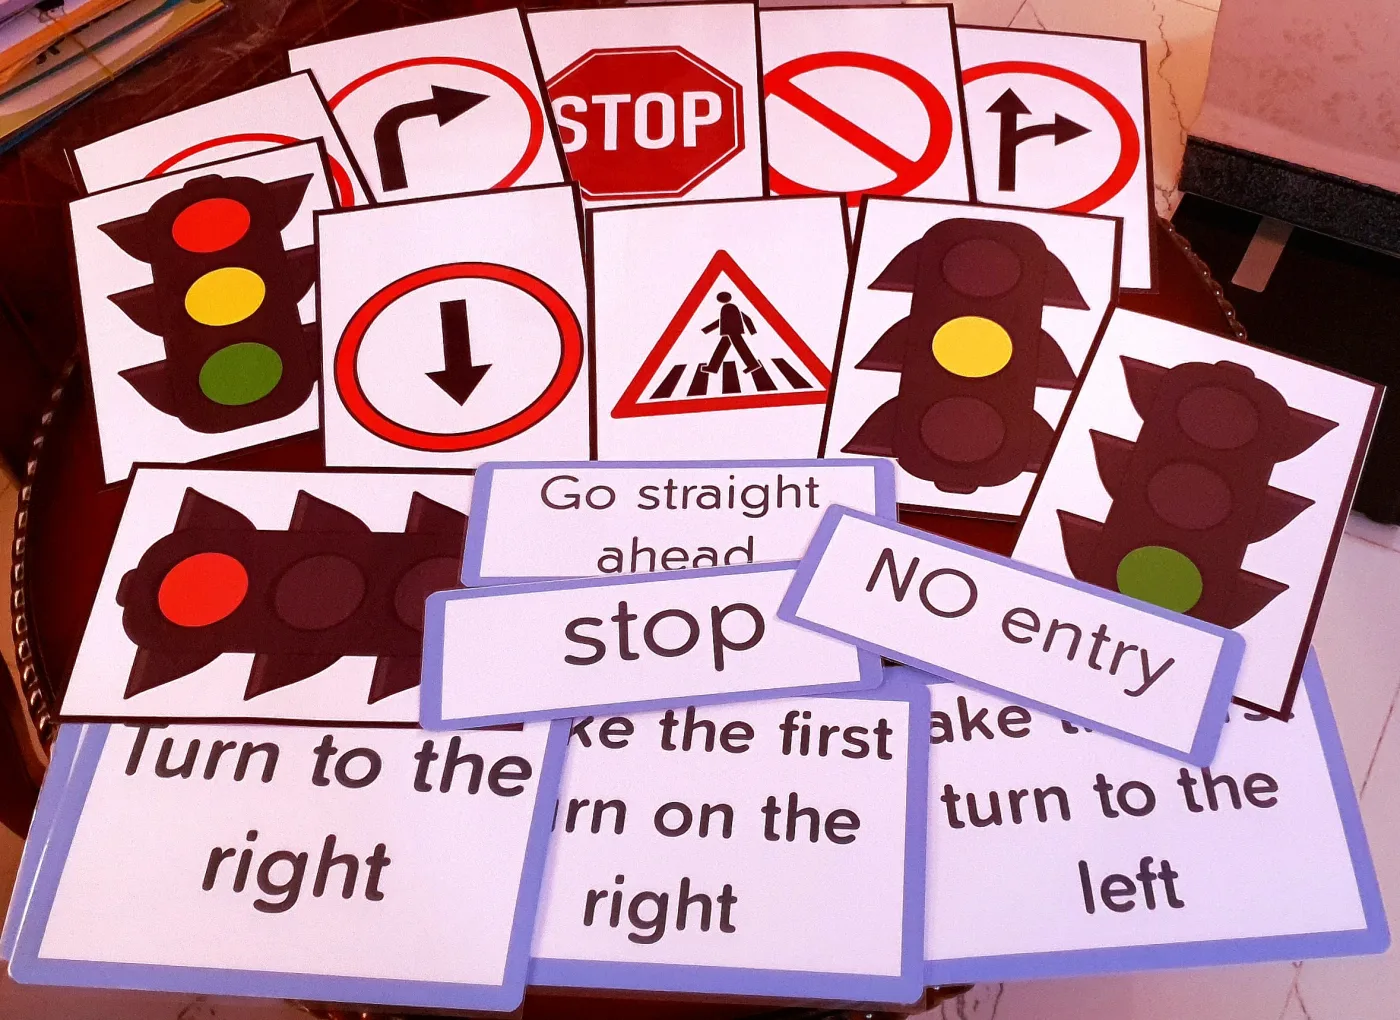 STOP
Go straight
ahead
stop
NO entry
Turn to the
right
ke the first
rn on the
right
ake
turn to the
left